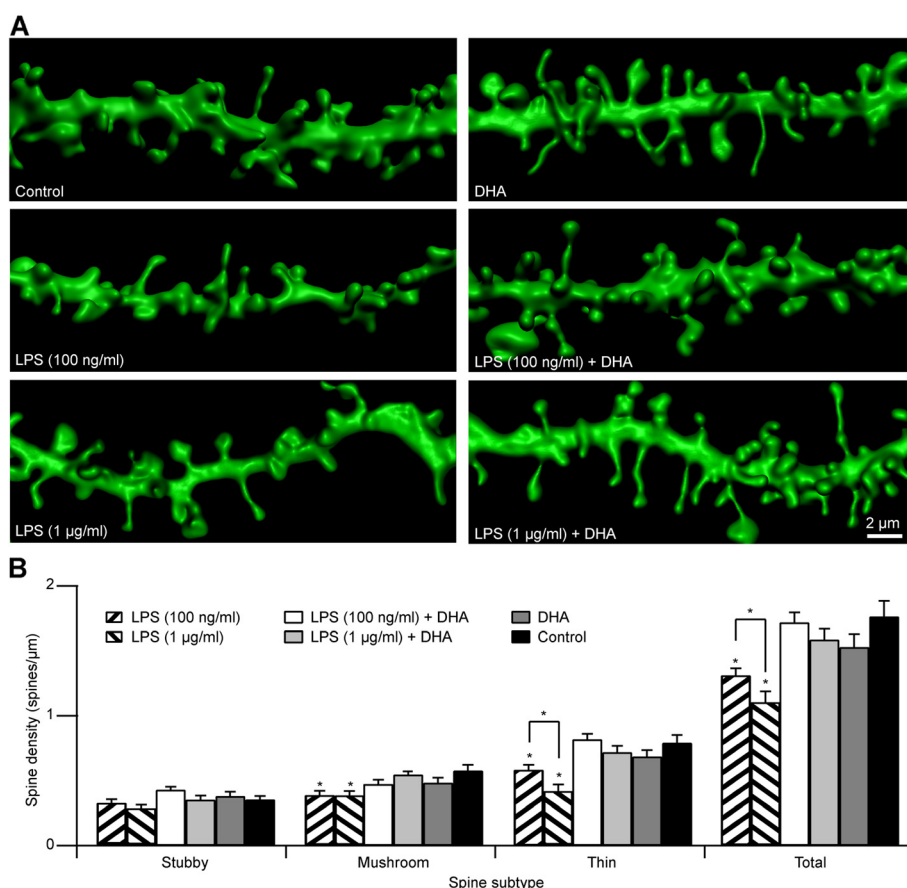 A
Control
DHA
LPS (100 ng/ml)
LPS (100 ng/ml) + DHA
LPS (1 µg/ml)
LPS (1 µg/ml) + DHA
2 µm
B
Spine density (spines/µm)
2
1
0
LPS (100 ng/ml)
LPS (1 µg/ml)
LPS (100 ng/ml) + DHA
LPS (1 µg/ml) + DHA
DHA
Control
* *
*
*
*
*
*
*
Stubby
Mushroom
Thin
Total
Spine subtype